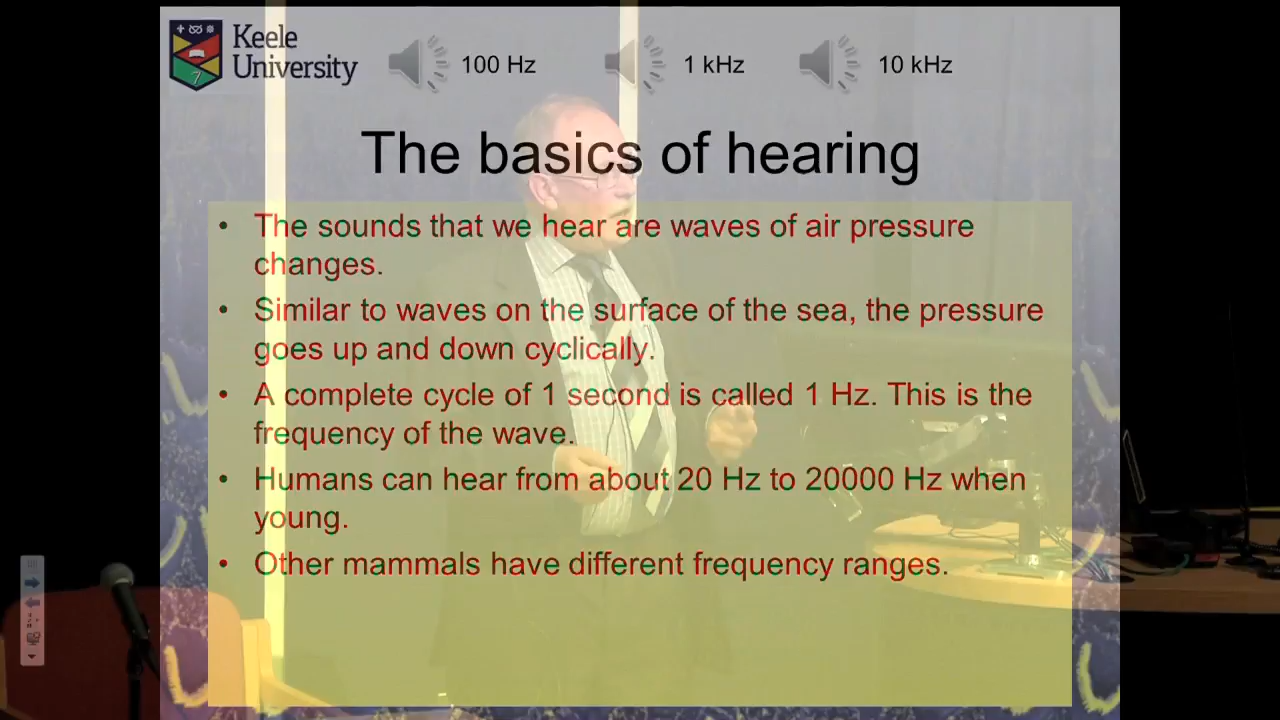 Keele
University
100 Hz
1 kHz
10 kHz
The basics of hearing
• The sounds that we hear are waves of air pressure
changes.
• Similar to waves on the surface of the sea, the pressure
goes up and down cyclically.
• A complete cycle of 1 second is called 1 Hz. This is the
frequency of the wave.
• Humans can hear from about 20 Hz to 20000 Hz when
young.
• Other mammals have different frequency ranges.